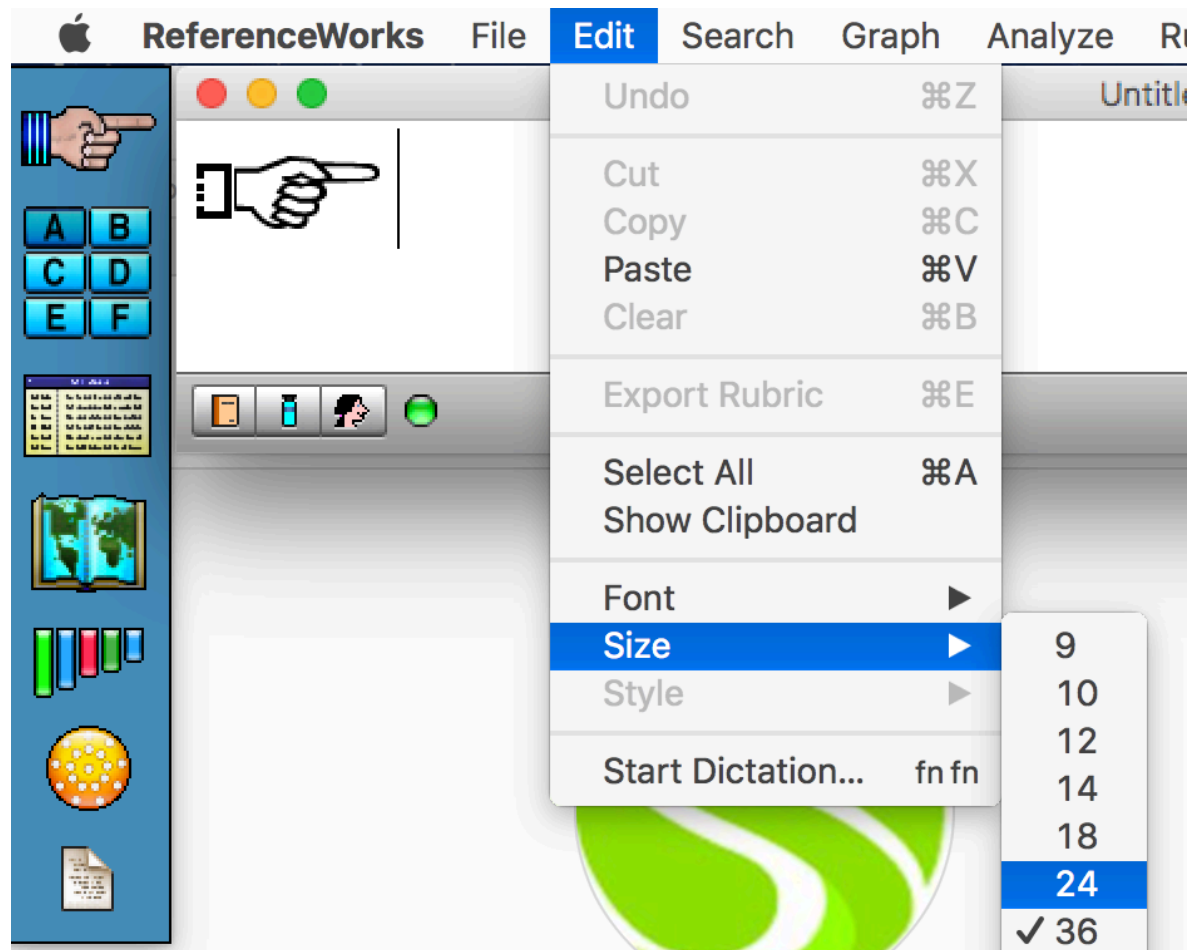 ReferenceWorks File Edit Search Graph Analyze
Undo ⌘Z
Cut ⌘X
Copy ⌘C
Paste ⌘V
Clear ⌘B
Export Rubric ⌘E
Select All ⌘A
Show Clipboard
Font
Size
Style
Start Dictation... fn fn
9
10
12
14
18
24
✓ 36
A B
C D
E F